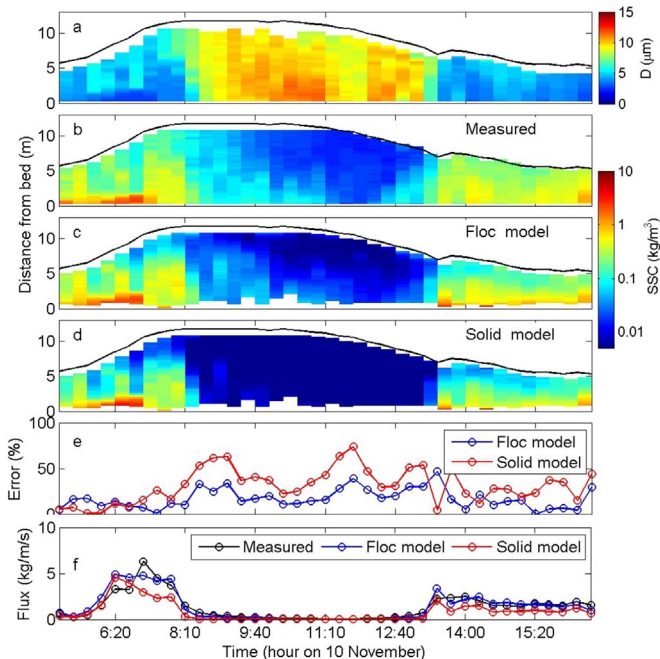 a
10
5
0
15
10
5
0
D (μm)
b
Measured
10
5
0
c
Floc model
10
5
0
d
Solid model
10
5
0
Distance from bed (m)
10
1
0.1
0.01
SSC (kg/m³)
e
100
50
0
Error (%)
Floc model
Solid model
f
10
5
0
Flux (kg/m/s)
Measured Floc model Solid model
6:20 8:10 9:40 11:10 12:40 14:00 15:20
Time (hour on 10 November)